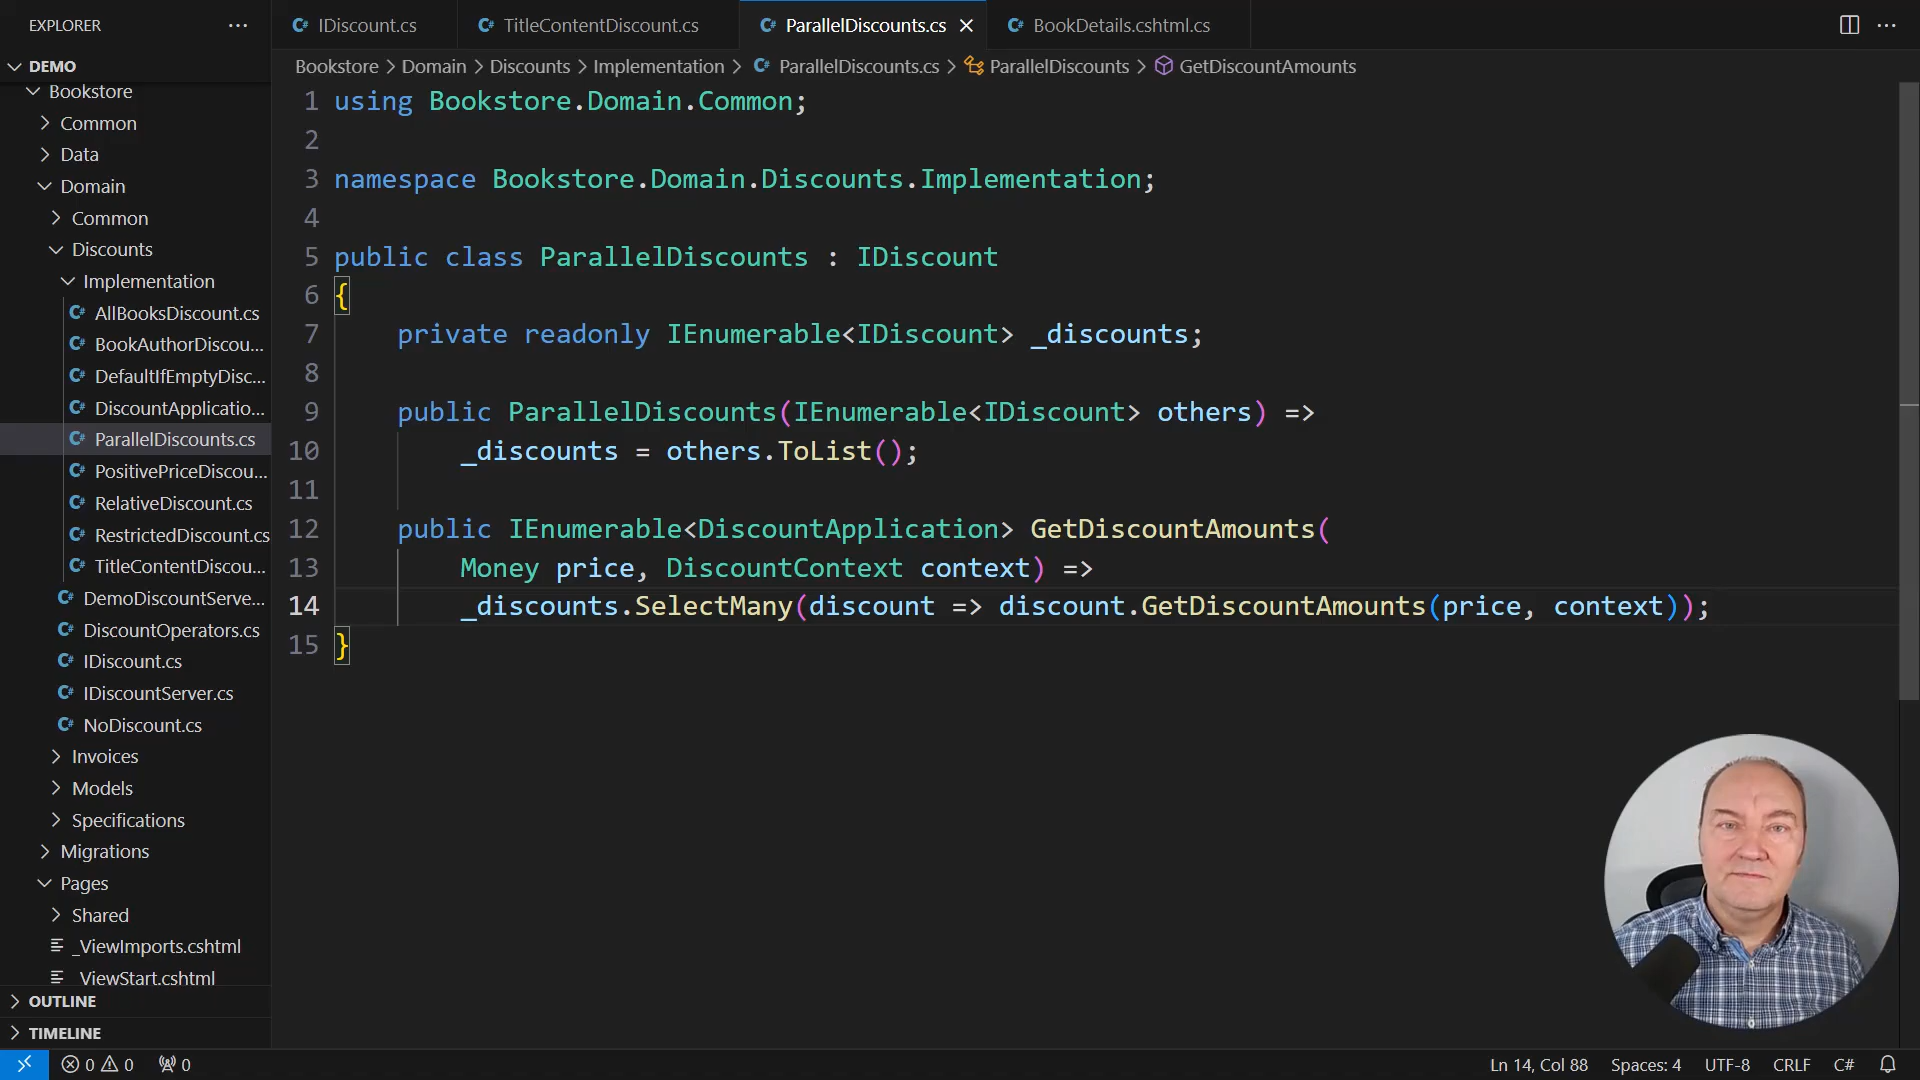 EXPLORER
DEMO
Bookstore
Common
Data
Domain
Common
Discounts
Implementation
AllBooksDiscount.cs
BookAuthorDiscou...
DefaultIfEmptyDisc...
DiscountApplicatio...
ParallelDiscounts.cs
PositivePriceDiscou...
RelativeDiscount.cs
RestrictedDiscount.cs
TitleContentDiscou...
DemoDiscountServe...
DiscountOperators.cs
IDiscount.cs
IDiscountServer.cs
NoDiscount.cs
Invoices
Models
Specifications
Migrations
Pages
Shared
_ViewImports.cshtml
_ViewStart.cshtml
OUTLINE
TIMELINE
IDiscount.cs TitleContentDiscount.cs ParallelDiscounts.cs BookDetails.cshtml.cs
Bookstore > Domain > Discounts > Implementation > ParallelDiscounts.cs > ParallelDiscounts > GetDiscountAmounts
1 using Bookstore.Domain.Common;
2
3 namespace Bookstore.Domain.Discounts.Implementation;
4
5 public class ParallelDiscounts : IDiscount
6 {
7 private readonly IEnumerable<IDiscount> _discounts;
8
9 public ParallelDiscounts(IEnumerable<IDiscount> others) =>
10 _discounts = others.ToList();
11
12 public IEnumerable<DiscountApplication> GetDiscountAmounts(
13 Money price, DiscountContext context) =>
14 _discounts.SelectMany(discount => discount.GetDiscountAmounts(price, context));
15 }
0 0 0 Ln 14, Col 88 Spaces: 4 UTF-8 CRLF C#